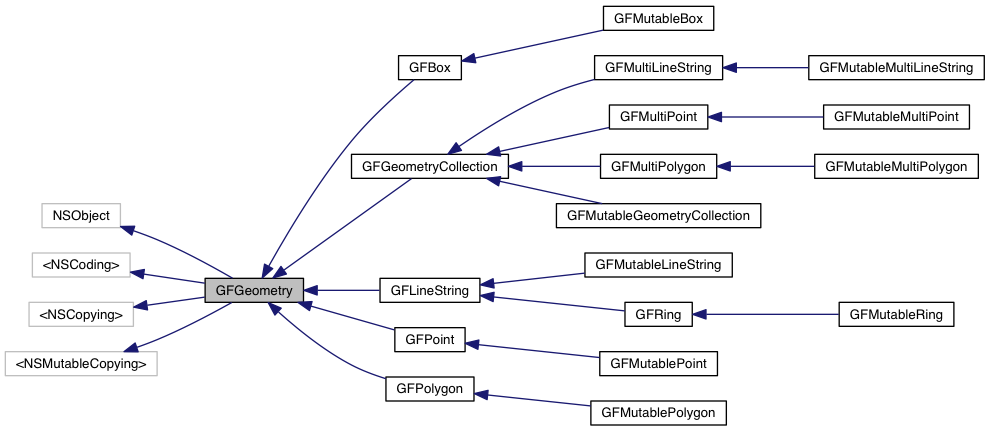 GFMutableBox
GFBox
GFMultiLineString
GFMutableMultiLineString
GFMultiPoint
GFMutableMultiPoint
GFGeometryCollection
GFMultiPolygon
GFMutableMultiPolygon
NSObject
GFMutableGeometryCollection
<NSCoding>
GFMutableLineString
GFGeometry
GFLineString
<NSCopying>
GFRing
GFMutableRing
GFPoint
<NSMutableCopying>
GFMutablePoint
GFPolygon
GFMutablePolygon